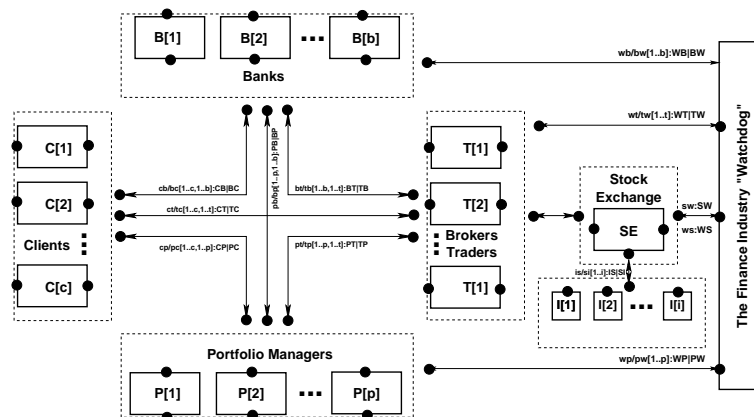 B[1]
B[2]
B[b]
Banks
wb/bw[1..b]:WB|BW
wt/tw[1..t]:WT|TW
C[1]
C[2]
Clients
C[c]
cb/bc[1..c,1..b]:CB|BC
ct/tc[1..c,1..t]:CT|TC
cp/pc[1..c,1..p]:CP|PC
pb/bp[1..p,1..b]:PB|BP
bt/tb[1..b,1..t]:BT|TB
pt/tp[1..p,1..t]:PT|TP
T[1]
T[2]
Brokers
Traders
T[1]
Stock
Exchange
SE
sw:SW
ws:WS
is/si[1..i]:IS|SI
I[1]
I[2]
I[i]
The Finance Industry "Watchdog"
Portfolio Managers
P[1]
P[2]
P[p]
wp/pw[1..p]:WP|PW